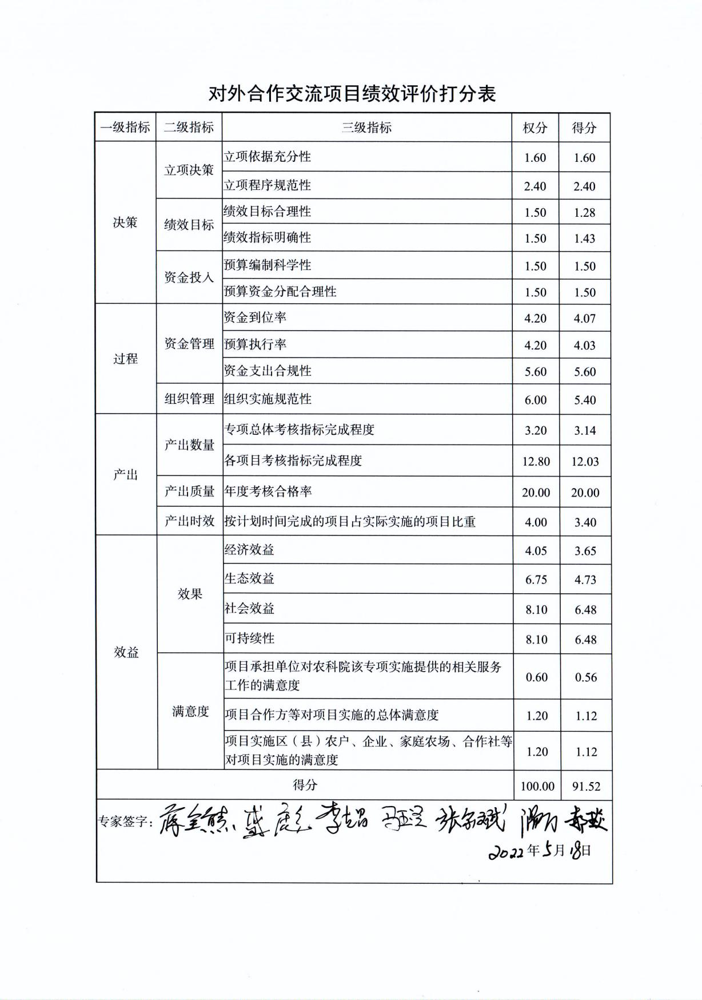 对外合作交流项目绩效评价打分表
一级指标 二级指标 三级指标 权分 得分
决策 立项决策 立项依据充分性 1.60 1.60
立项程序规范性 2.40 2.40
绩效目标 绩效目标合理性 1.50 1.28
绩效指标明确性 1.50 1.43
资金投入 预算编制科学性 1.50 1.50
预算资金分配合理性 1.50 1.50
过程 资金管理 资金到位率 4.20 4.07
预算执行率 4.20 4.03
资金支出合规性 5.60 5.60
组织管理 组织实施规范性 6.00 5.40
产出 产出数量 专项总体考核指标完成程度 3.20 3.14
各项目考核指标完成程度 12.80 12.03
产出质量 年度考核合格率 20.00 20.00
产出时效 按计划时间完成的项目占实际实施的项目比重 4.00 3.40
效益 效果 经济效益 4.05 3.65
生态效益 6.75 4.73
社会效益 8.10 6.48
可持续性 8.10 6.48
满意度 项目承担单位对农科院该专项实施提供的相关服务
工作的满意度 0.60 0.56
项目合作方等对项目实施的总体满意度 1.20 1.12
项目实施区（县）农户、企业、家庭农场、合作社等
对项目实施的满意度 1.20 1.12
得分 100.00 91.52
专家签字：
2022年5月18日